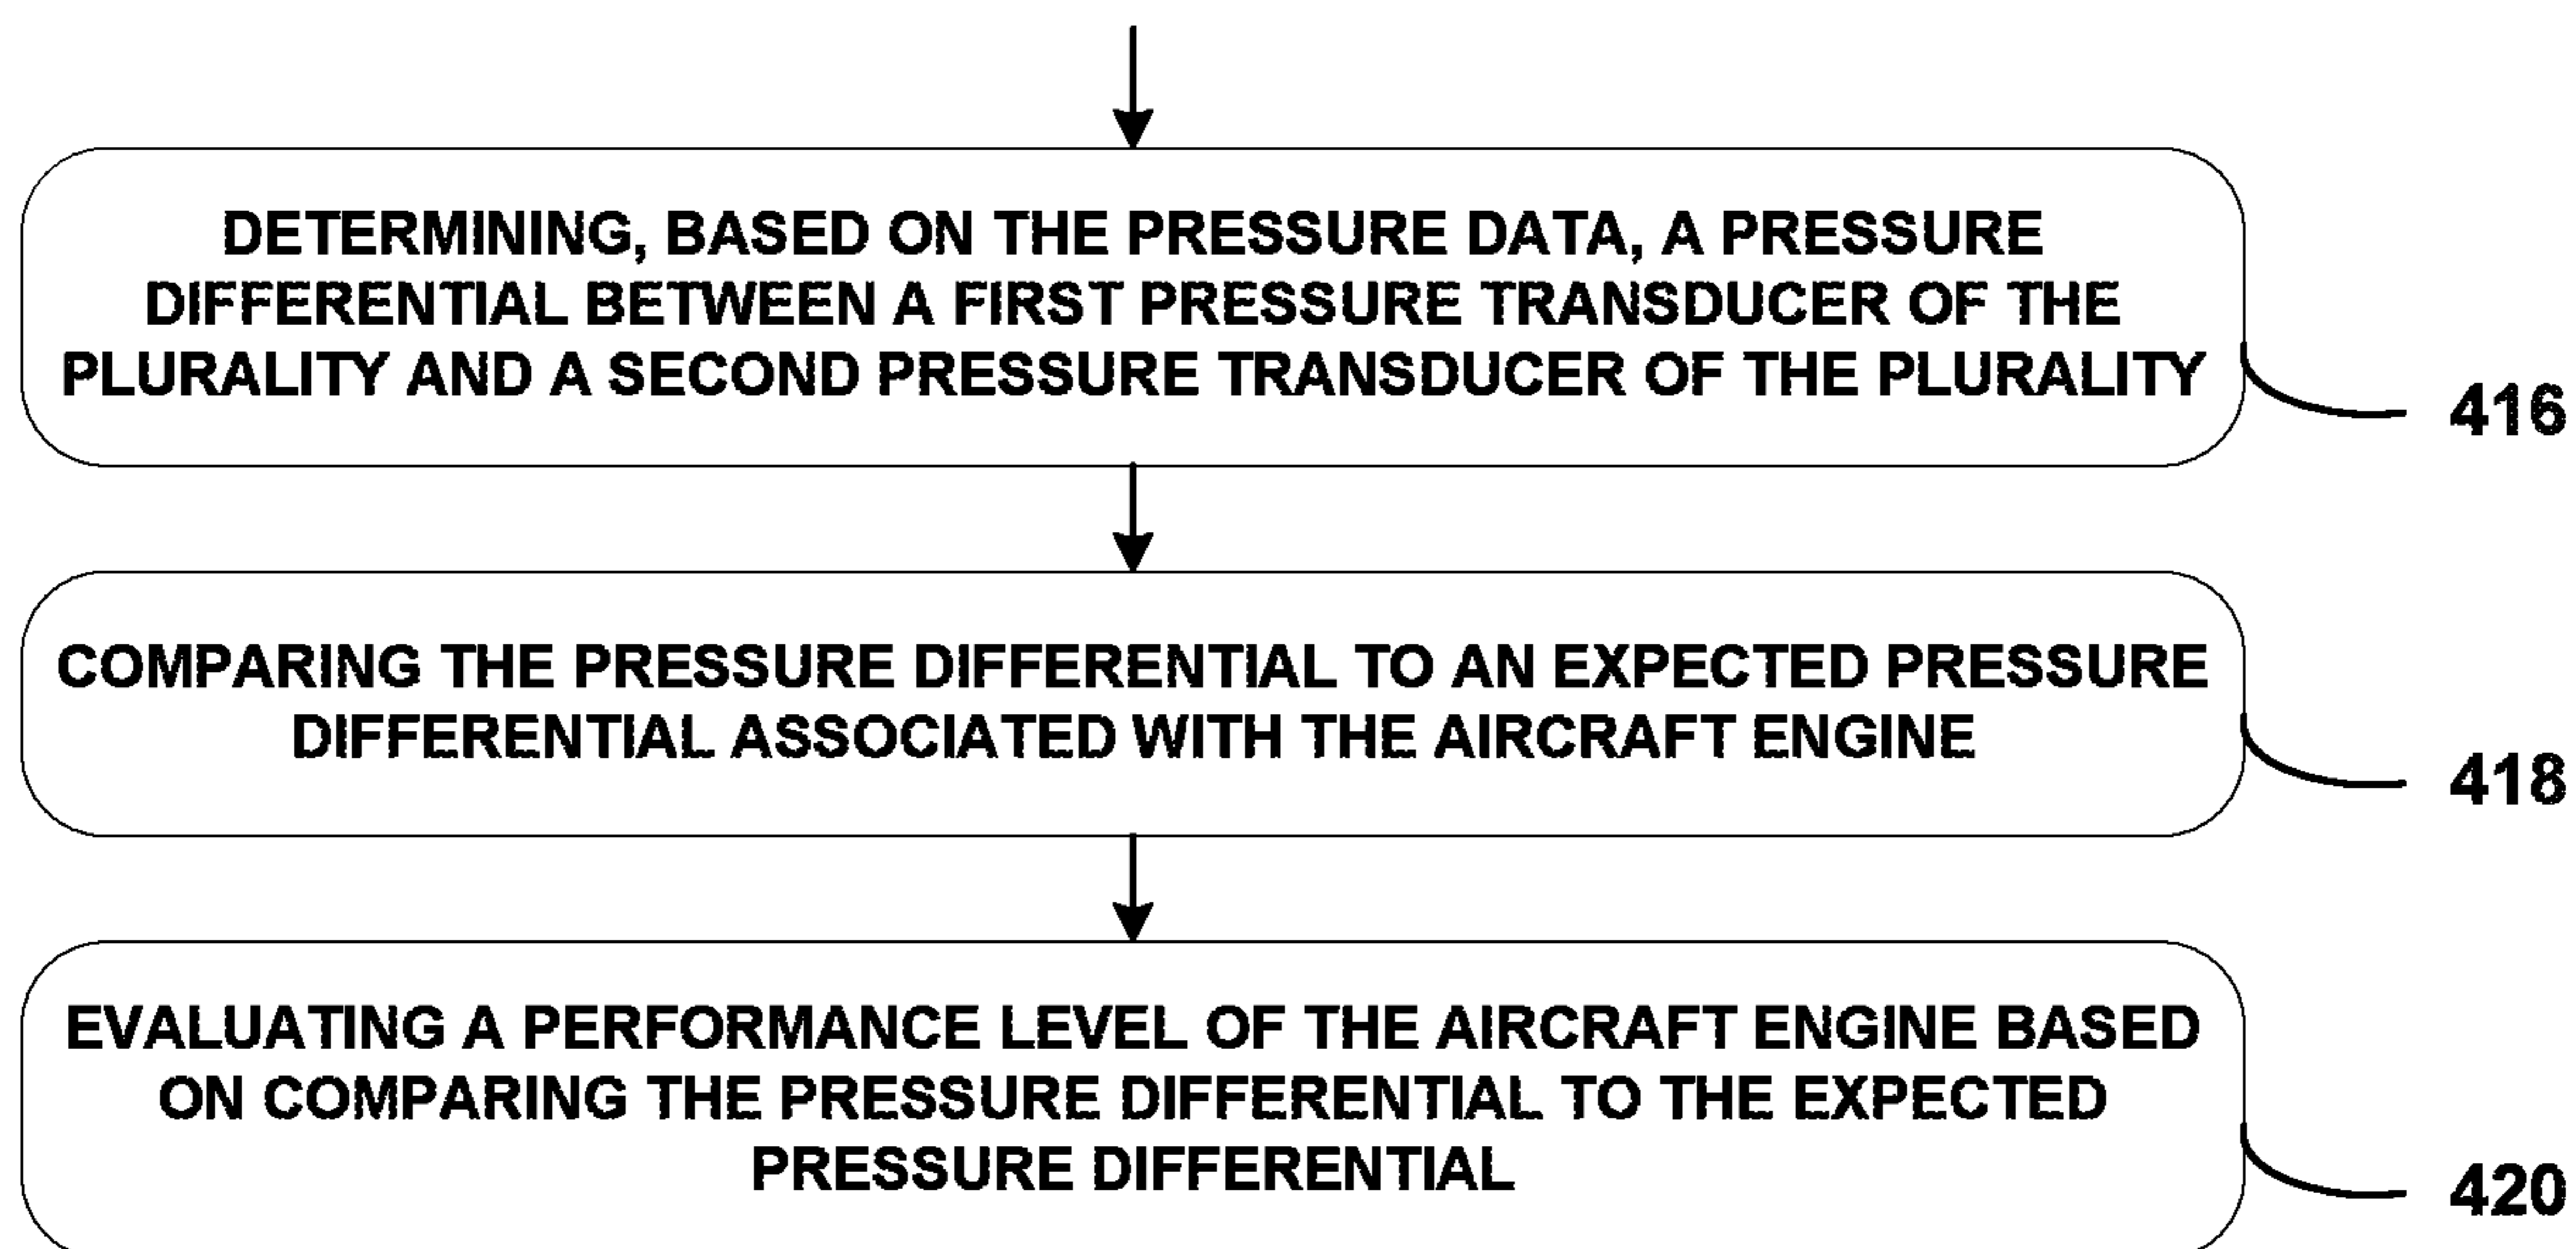 DETERMINING, BASED ON THE PRESSURE DATA, A PRESSURE
DIFFERENTIAL BETWEEN A FIRST PRESSURE TRANSDUCER OF THE
PLURALITY AND A SECOND PRESSURE TRANSDUCER OF THE PLURALITY
416
COMPARING THE PRESSURE DIFFERENTIAL TO AN EXPECTED PRESSURE
DIFFERENTIAL ASSOCIATED WITH THE AIRCRAFT ENGINE
418
EVALUATING A PERFORMANCE LEVEL OF THE AIRCRAFT ENGINE BASED
ON COMPARING THE PRESSURE DIFFERENTIAL TO THE EXPECTED
PRESSURE DIFFERENTIAL
420